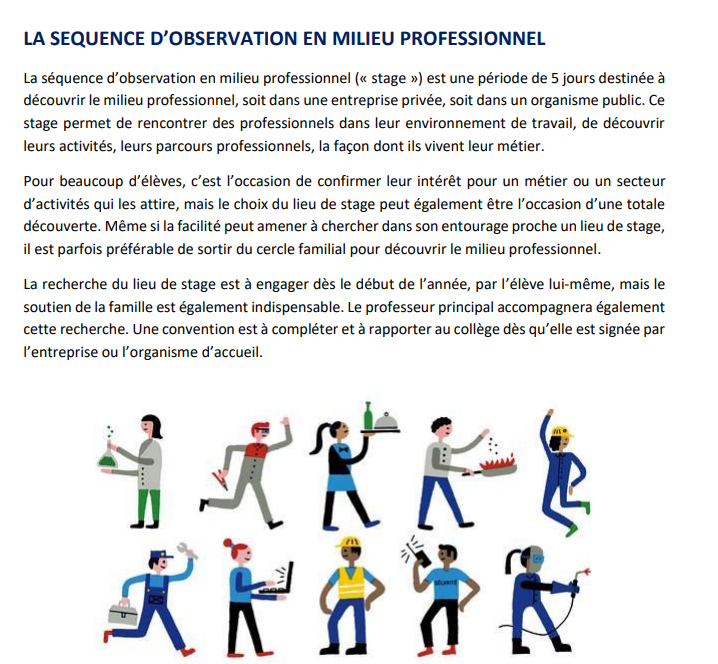 LA SEQUENCE D’OBSERVATION EN MILIEU PROFESSIONNEL
La séquence d’observation en milieu professionnel (« stage ») est une période de 5 jours destinée à
découvrir le milieu professionnel, soit dans une entreprise privée, soit dans un organisme public. Ce
stage permet de rencontrer des professionnels dans leur environnement de travail, de découvrir
leurs activités, leurs parcours professionnels, la façon dont ils vivent leur métier.
Pour beaucoup d’élèves, c’est l’occasion de confirmer leur intérêt pour un métier ou un secteur
d’activités qui les attire, mais le choix du lieu de stage peut également être l’occasion d’une totale
découverte. Même si la facilité peut amener à chercher dans son entourage proche un lieu de stage,
il est parfois préférable de sortir du cercle familial pour découvrir le milieu professionnel.
La recherche du lieu de stage est à engager dès le début de l’année, par l’élève lui-même, mais le
soutien de la famille est également indispensable. Le professeur principal accompagnera également
cette recherche. Une convention est à compléter et à rapporter au collège dès qu’elle est signée par
l’entreprise ou l’organisme d’accueil.
SÉCURITÉ